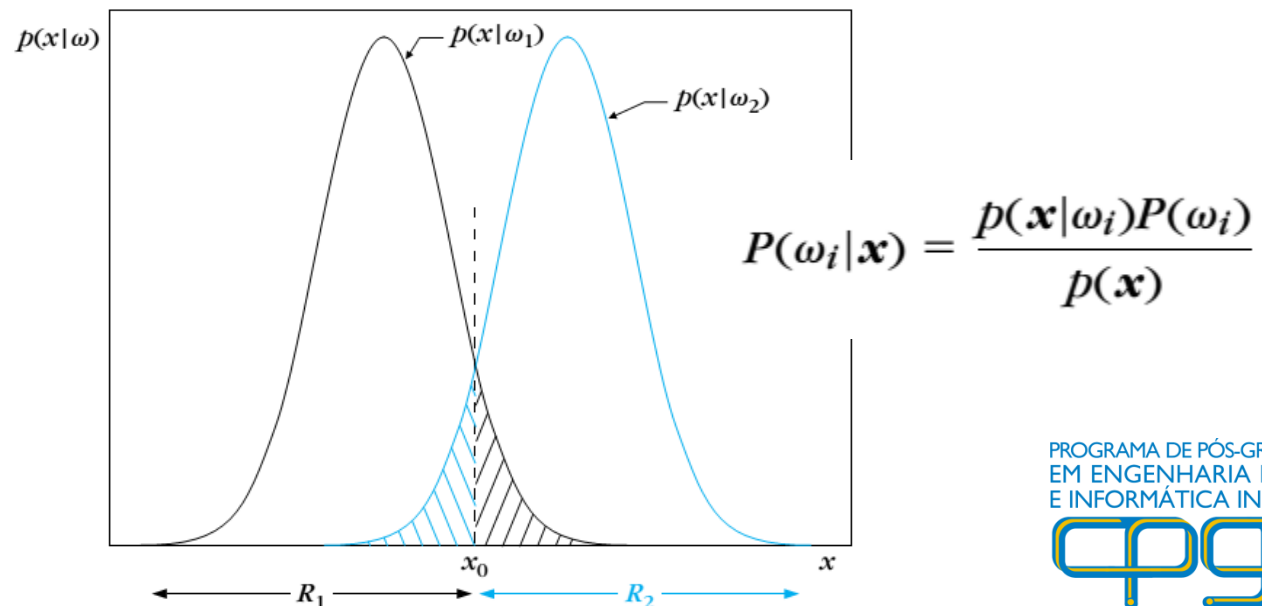 p(x|ω)
p(x|ω₁)
p(x|ω₂)
P(ωᵢ|x) = p(x|ωᵢ)P(ωᵢ) / p(x)
x₀
x
R₁
R₂
PROGRAMA DE PÓS-GR
EM ENGENHARIA
E INFORMÁTICA IN